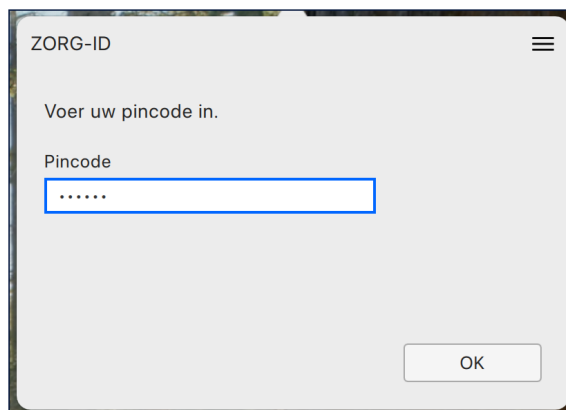 ZORG-ID
Voer uw pincode in.
Pincode
••••••
OK